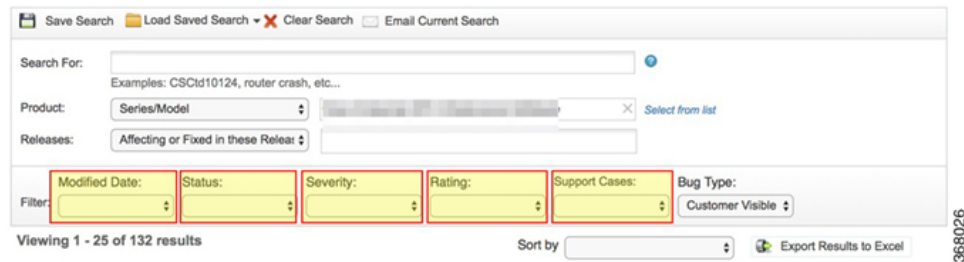 Save Search Load Saved Search Clear Search Email Current Search
Search For:
Examples: CSCtd10124, router crash, etc...
Product: Series/Model Select from list
Releases: Affecting or Fixed in these Releas
Modified Date: Status: Severity: Rating: Support Cases: Bug Type:
Filter: Customer Visible
Viewing 1 - 25 of 132 results Sort by Export Results to Excel
368026